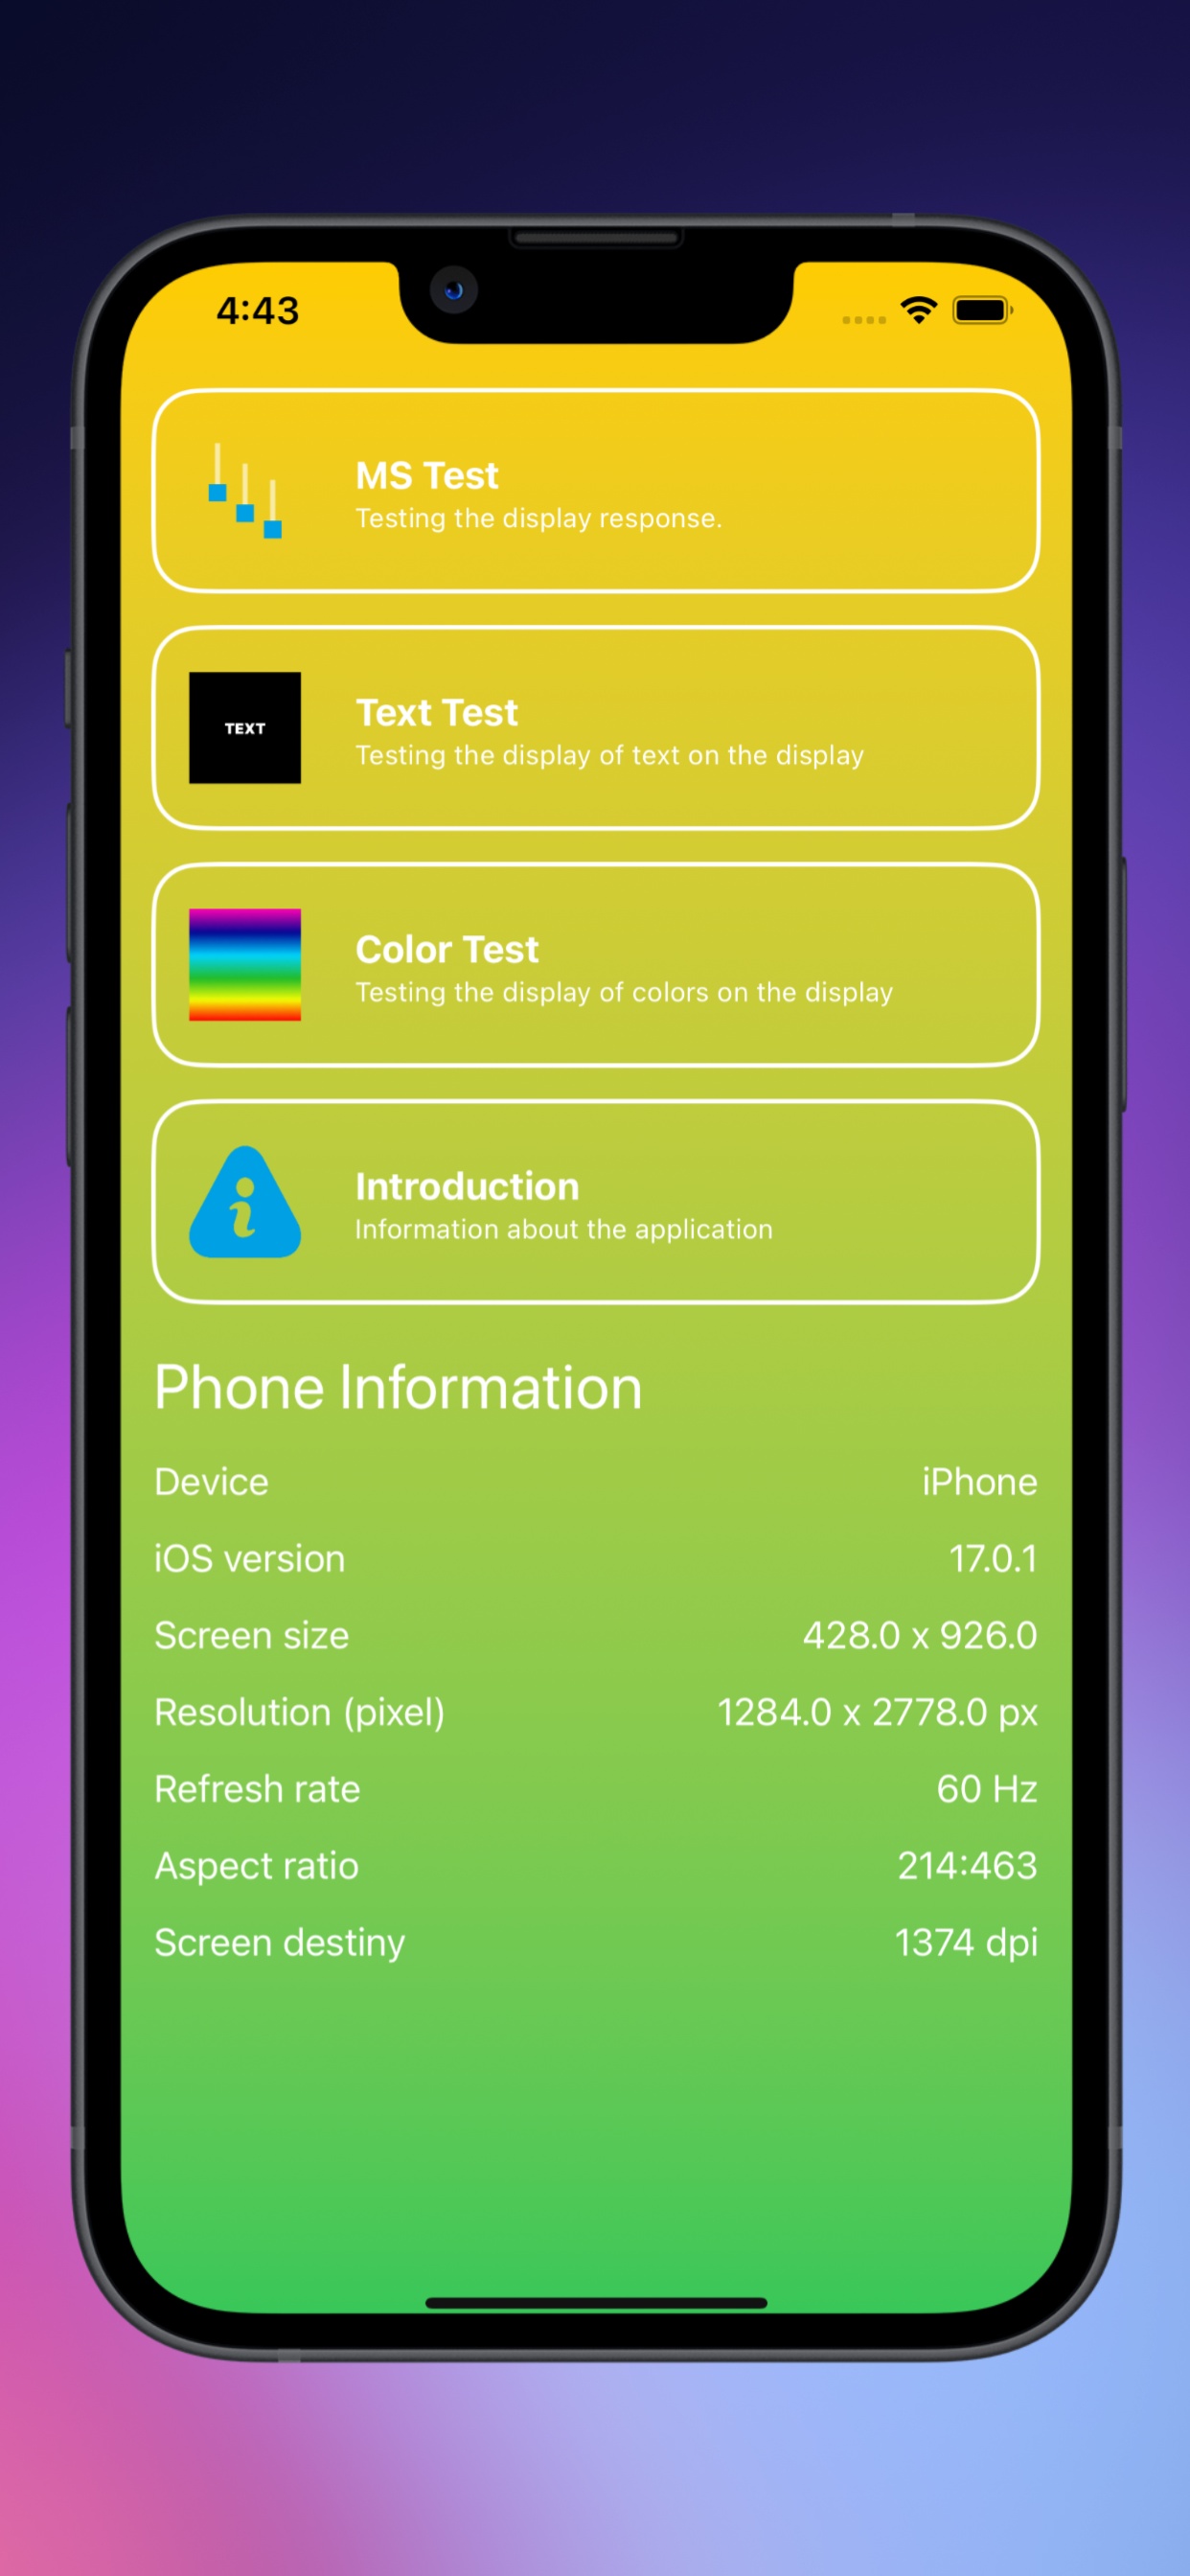 4:43
MS Test
Testing the display response.
TEXT
Text Test
Testing the display of text on the display
Color Test
Testing the display of colors on the display
i
Introduction
Information about the application
Phone Information
Device iPhone
iOS version 17.0.1
Screen size 428.0 x 926.0
Resolution (pixel) 1284.0 x 2778.0 px
Refresh rate 60 Hz
Aspect ratio 214:463
Screen destiny 1374 dpi